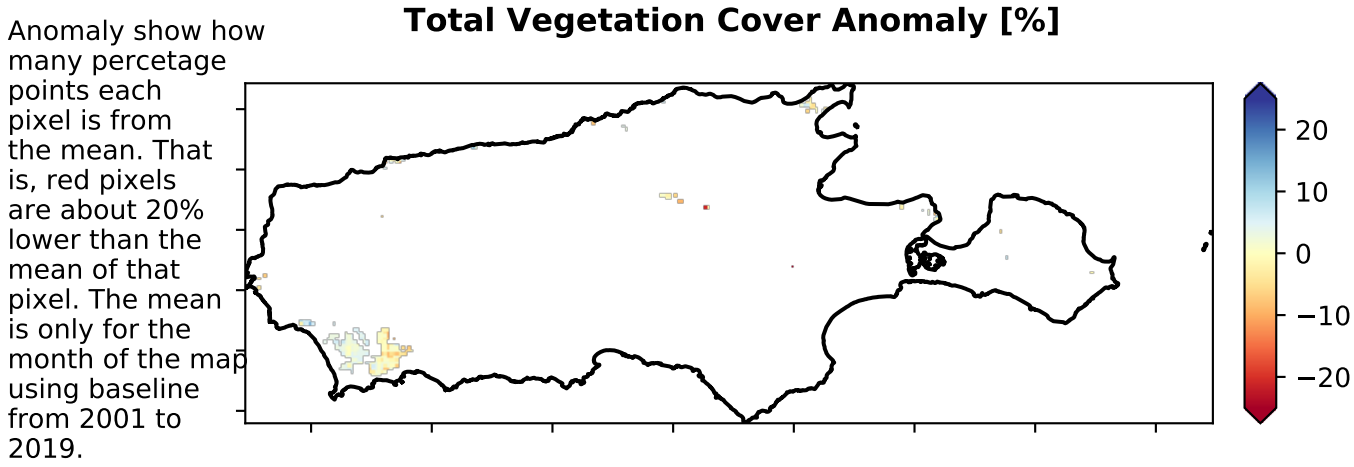 Total Vegetation Cover Anomaly [%]
Anomaly show how
many percetage
points each
pixel is from
the mean. That
is, red pixels
are about 20%
lower than the
mean of that
pixel. The mean
is only for the
month of the map
using baseline
from 2001 to
2019.
20
10
0
−10
−20